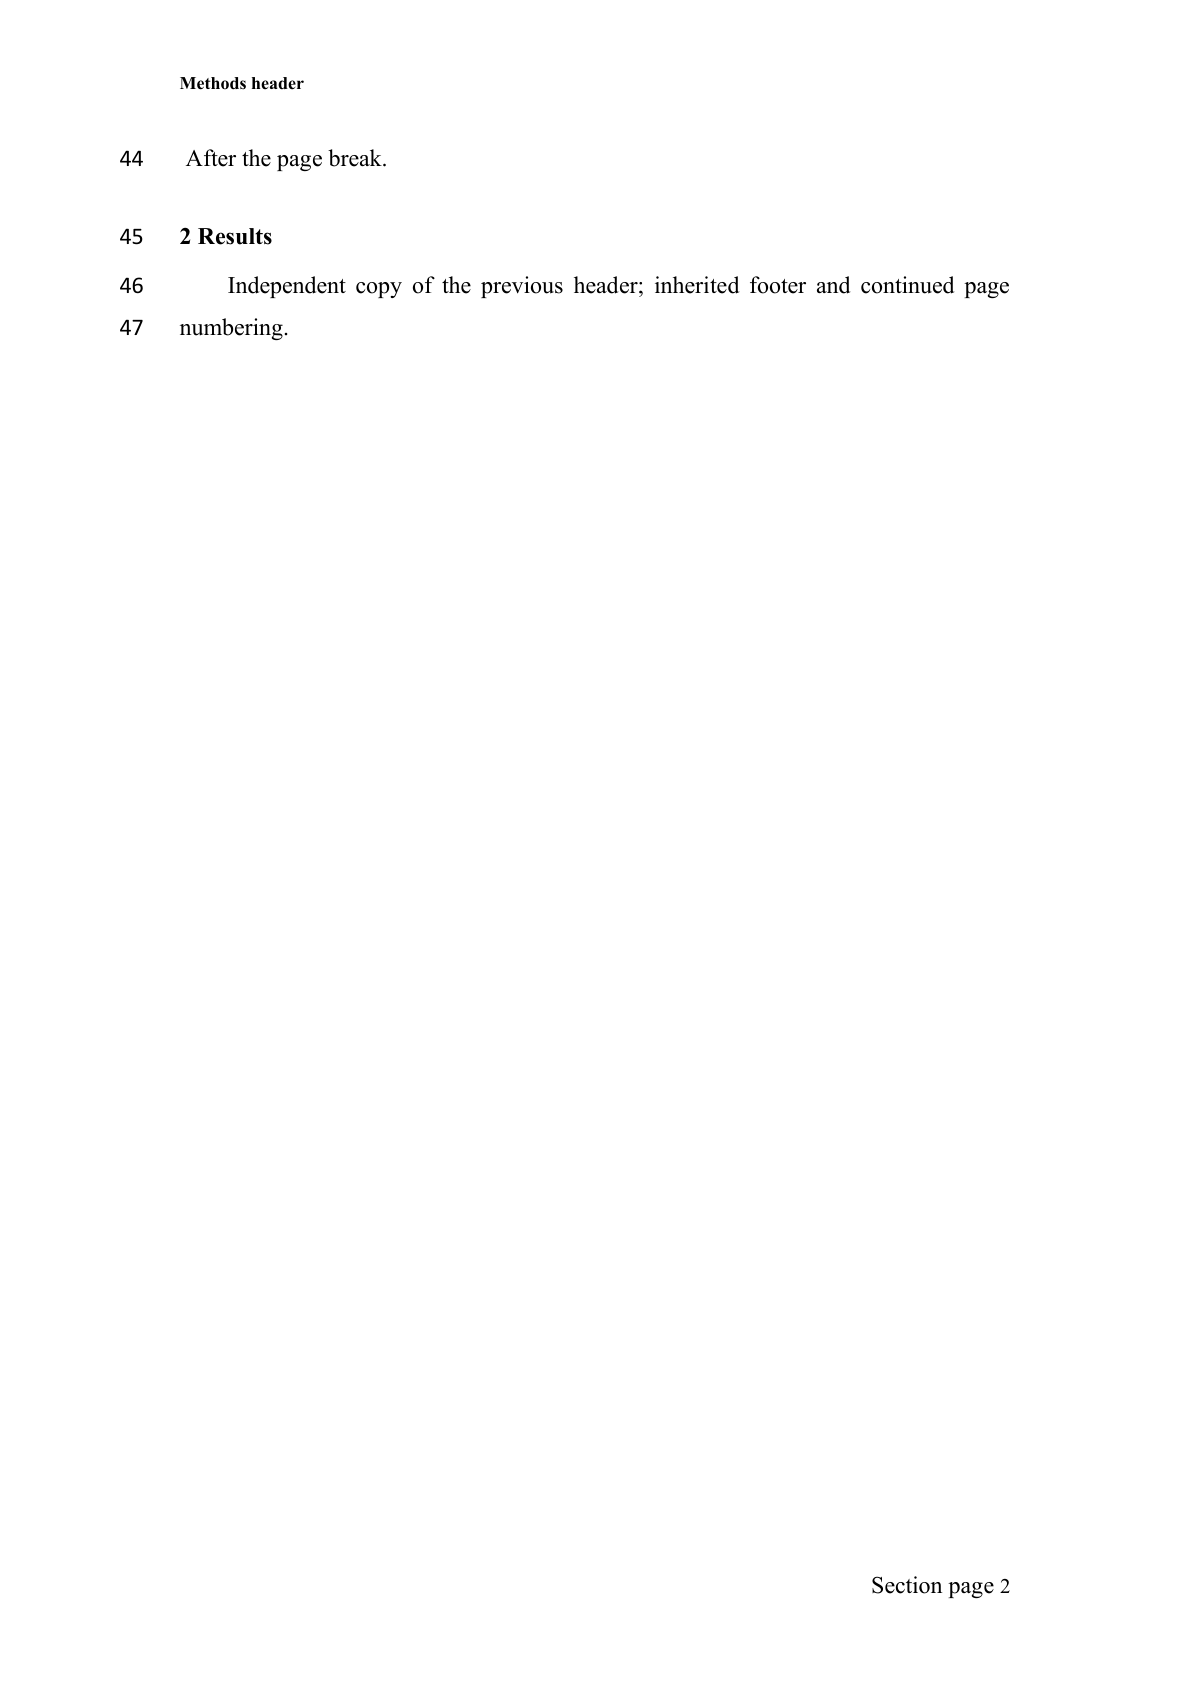 Methods header
44 After the page break.
45 2 Results
46 Independent copy of the previous header; inherited footer and continued page
47 numbering.
Section page 2